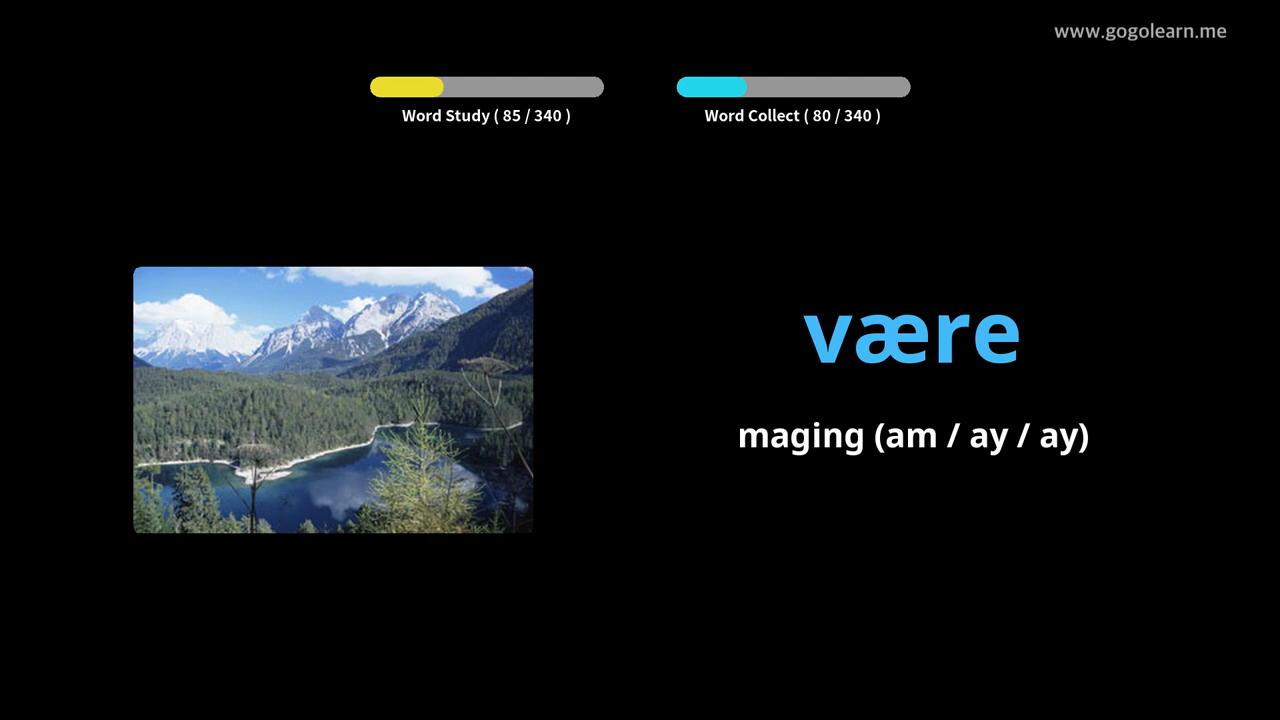 www.gogolearn.me
Word Study ( 85 / 340 )
Word Collect ( 80 / 340 )
være
maging (am / ay / ay)